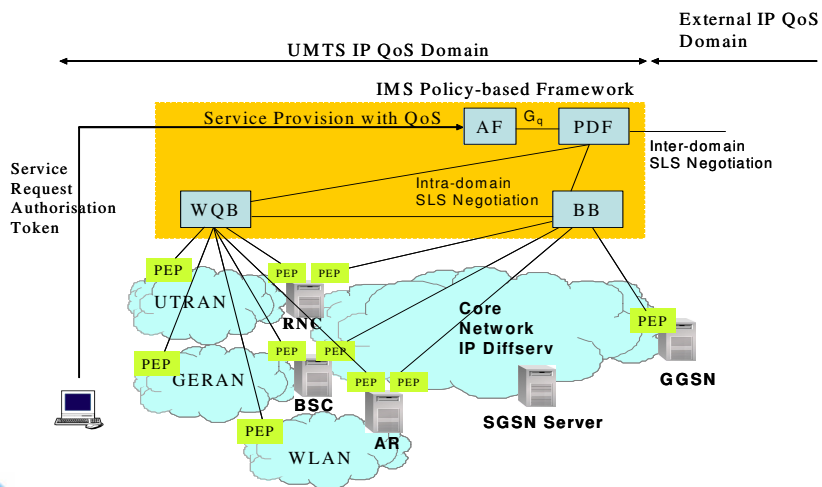 External IP QoS
Domain
UMTS IP QoS Domain
IMS Policy-based Framework
Service Provision with QoS
AF
Gq
PDF
Inter-domain
SLS Negotiation
Service
Request
Authorisation
Token
Intra-domain
SLS Negotiation
WQB
BB
PEP
PEP
PEP
UTRAN
RNC
Core
Network
IP Diffserv
PEP
PEP
PEP
PEP
GERAN
BSC
GGSN
PEP
PEP
SGSN Server
AR
PEP
WLAN